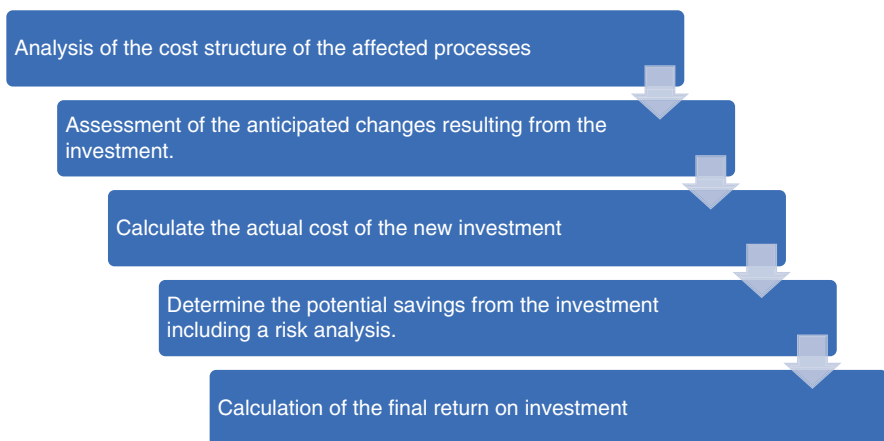 Analysis of the cost structure of the affected processes
Assessment of the anticipated changes resulting from the
investment.
Calculate the actual cost of the new investment
Determine the potential savings from the investment
including a risk analysis.
Calculation of the final return on investment